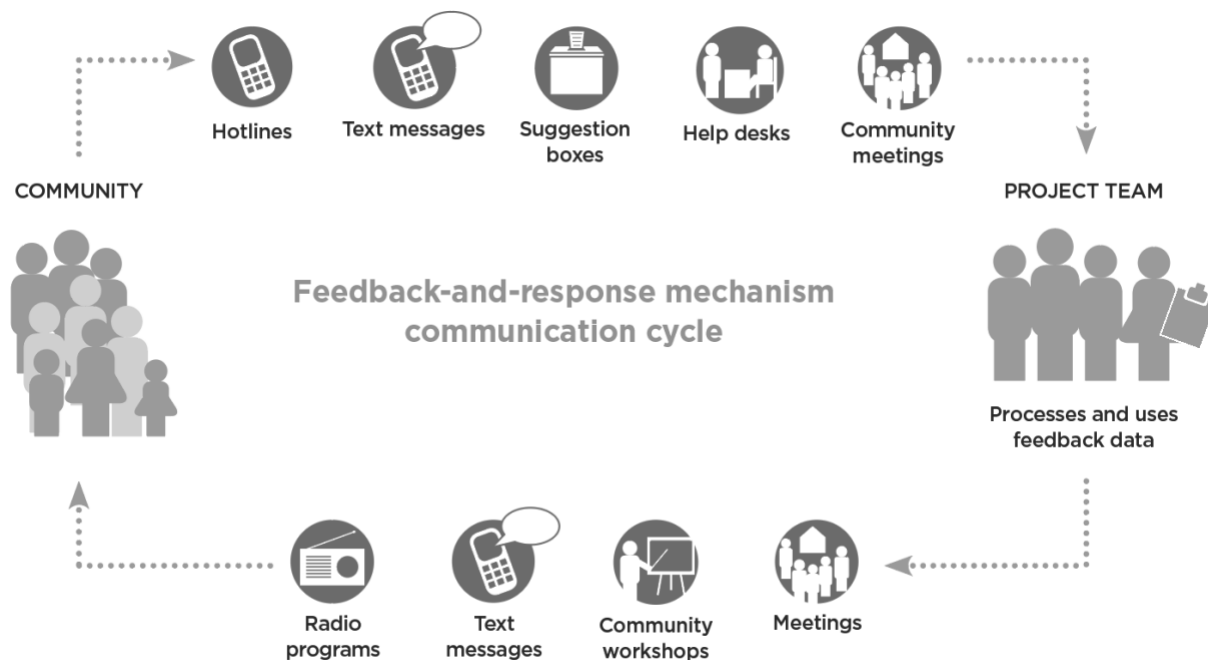 Hotlines
Text messages
Suggestion
boxes
Help desks
Community
meetings
COMMUNITY
PROJECT TEAM
Feedback-and-response mechanism
communication cycle
Processes and uses
feedback data
Radio
programs
Text
messages
Community
workshops
Meetings